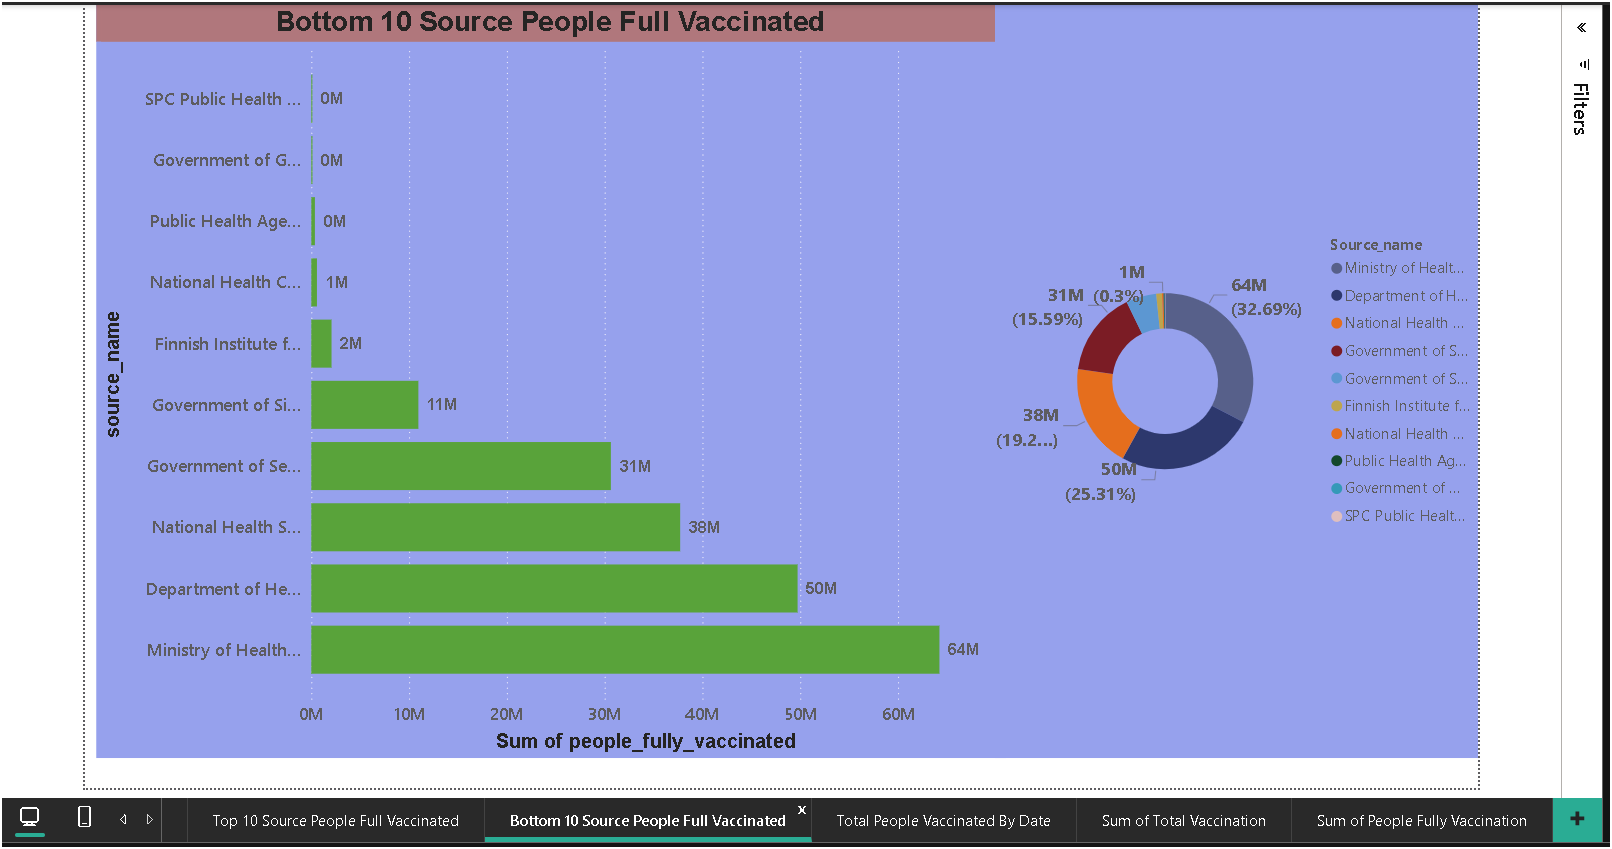 Bottom 10 Source People Full Vaccinated
SPC Public Health ...
0M
Government of G...
0M
Public Health Age...
0M
National Health C...
1M
Finnish Institute f...
2M
Government of Si...
11M
Government of Se...
31M
National Health S...
38M
Department of He...
50M
Ministry of Health...
64M
source_name
0M
10M
20M
30M
40M
50M
60M
Sum of people_fully_vaccinated
1M
(0.3%)
31M
(15.59%)
64M
(32.69%)
38M
(19.2...)
50M
(25.31%)
Source_name
Ministry of Healt...
Department of H...
National Health ...
Government of S...
Government of S...
Finnish Institute f...
National Health ...
Public Health Ag...
Government of ...
SPC Public Healt...
Filters
Top 10 Source People Full Vaccinated
Bottom 10 Source People Full Vaccinated
x
Total People Vaccinated By Date
Sum of Total Vaccination
Sum of People Fully Vaccination